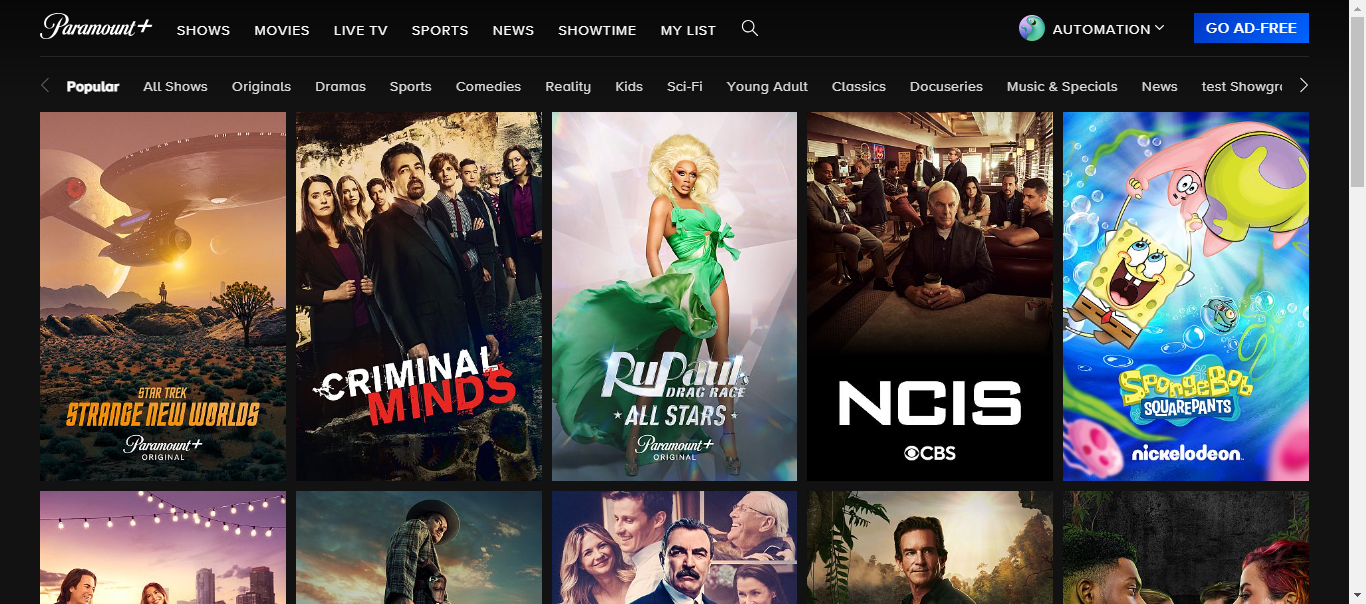 Paramount+
SHOWS MOVIES LIVE TV SPORTS NEWS SHOWTIME MY LIST
AUTOMATION
GO AD-FREE
Popular All Shows Originals Dramas Sports Comedies Reality Kids Sci-Fi Young Adult Classics Docuseries Music & Specials News test Showgr
STAR TREK
STRANGE NEW WORLDS
Paramount+
ORIGINAL
CRIMINAL
MINDS
RuPaul's
DRAG RACE
ALL STARS
Paramount+
ORIGINAL
NCIS
CBS
SpongeBob
SQUAREPANTS
nickelodeon